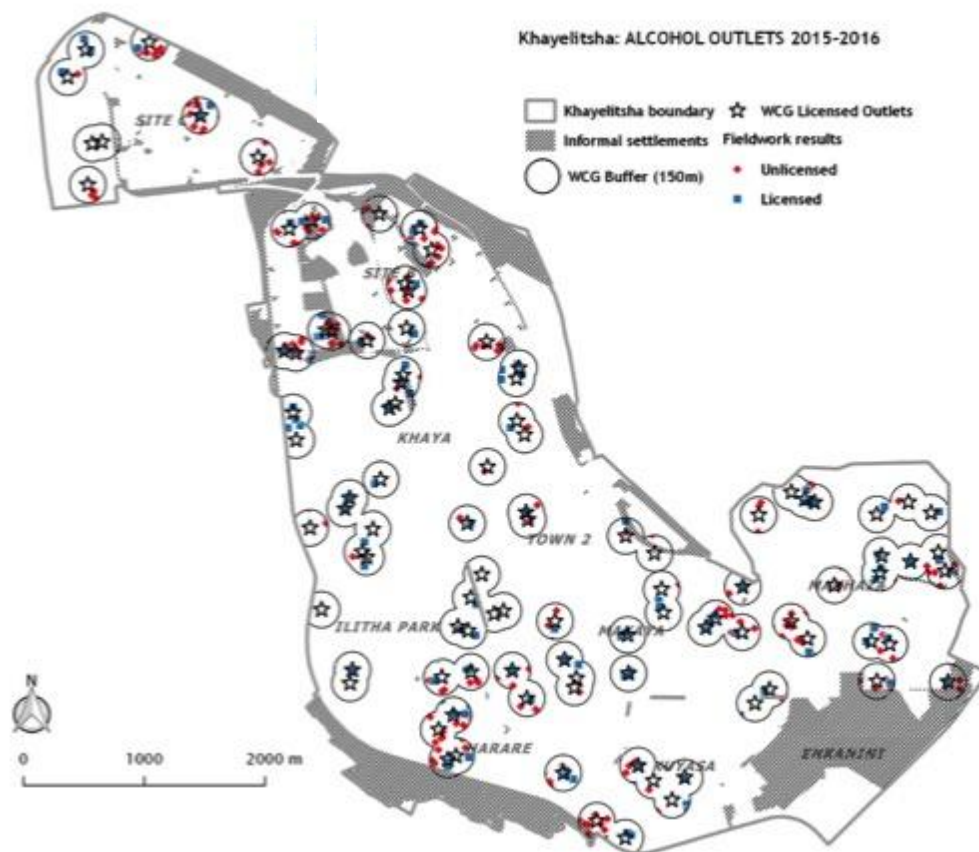 Khayelitsha: ALCOHOL OUTLETS 2015-2016
Khayelitsha boundary
WCG Licensed Outlets
Informal settlements
Fieldwork results
WCG Buffer (150m)
Unlicensed
Licensed
SITE
SITE
KHAYA
TOWN 2
ILITHA PARK
HARARE
KUYASA
ENKANINI
N
0 1000 2000 m